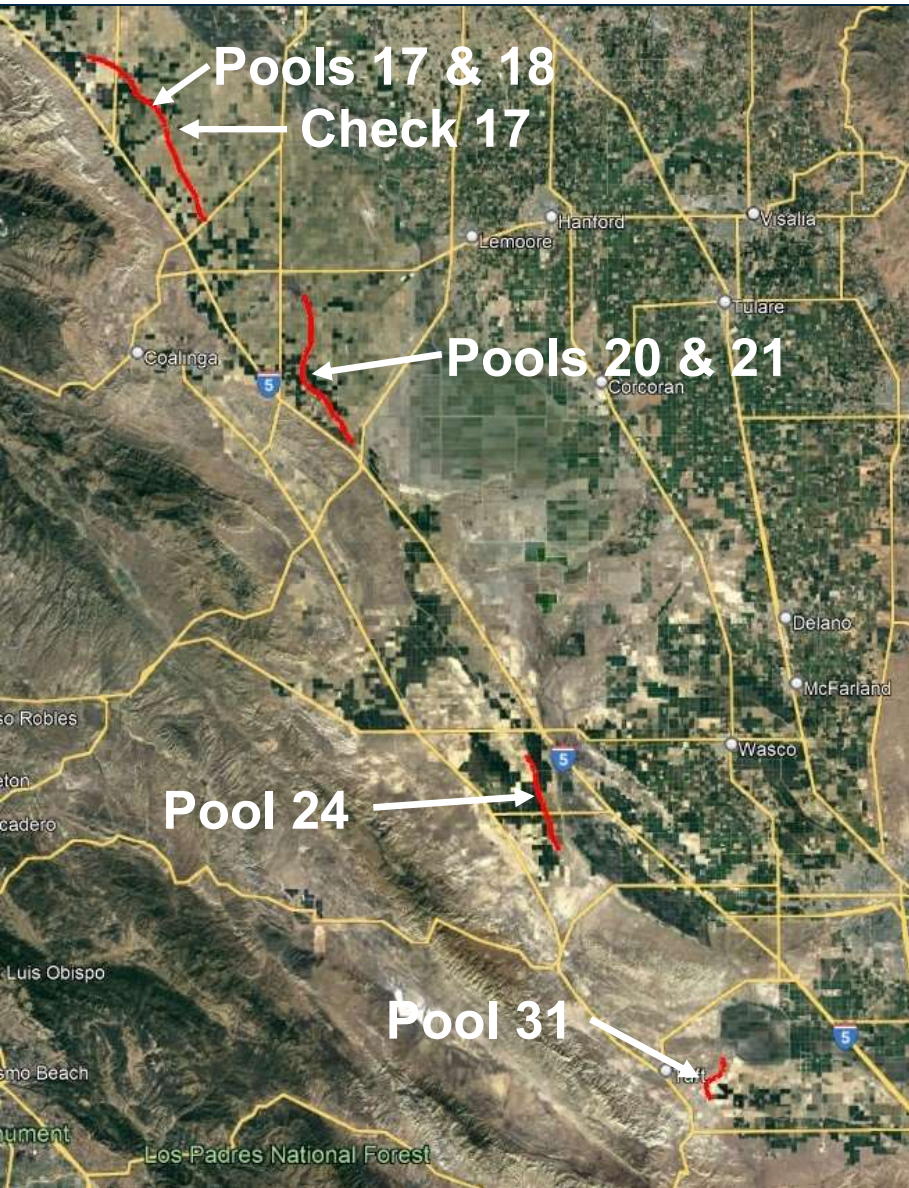 Pools 17 & 18
Check 17
Hanford
Visalia
Lemoore
Tulare
Coalinga
Pools 20 & 21
5
Corcoran
Delano
McFarland
so Robles
Wasco
5
eton
Pool 24
cadero
Luis Obispo
Pool 31
5
smo Beach
Taft
nument
Los Padres National Forest